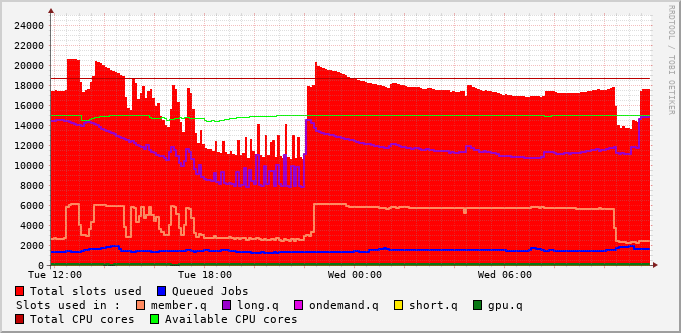 24000
22000
20000
18000
16000
14000
12000
10000
8000
6000
4000
2000
0
Tue 12:00 Tue 18:00 Wed 00:00 Wed 06:00
Total slots used Queued Jobs
Slots used in : member.q long.q ondemand.q short.q gpu.q
Total CPU cores Available CPU cores
RRDTOOL / TOBI OETIKER